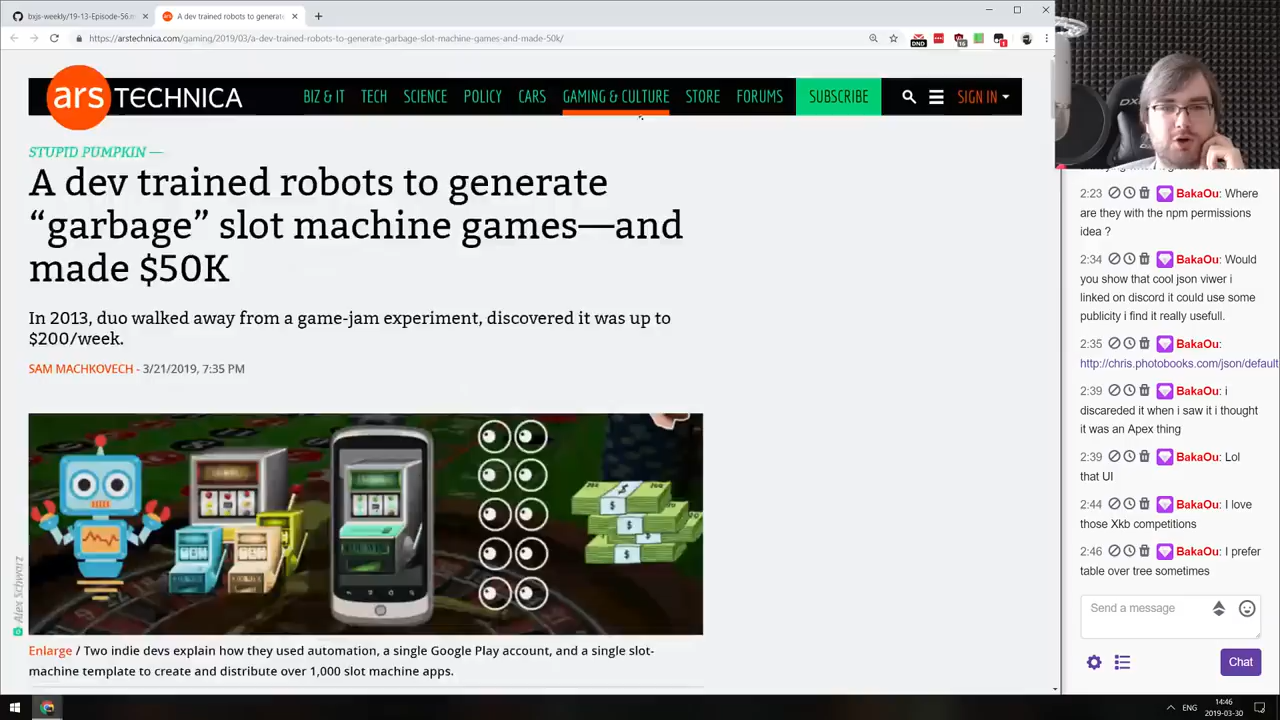 bxjs-weekly/19-13-Episode-56.m
A dev trained robots to generate
https://arstechnica.com/gaming/2019/03/a-dev-trained-robots-to-generate-garbage-slot-machine-games-and-made-50k/
DND
16
1
ars TECHNICA
BIZ & IT TECH SCIENCE POLICY CARS GAMING & CULTURE STORE FORUMS SUBSCRIBE SIGN IN
STUPID PUMPKIN —
A dev trained robots to generate
“garbage” slot machine games—and
made $50K
In 2013, duo walked away from a game-jam experiment, discovered it was up to
$200/week.
SAM MACHKOVECH - 3/21/2019, 7:35 PM
Alex Schwarz
Enlarge / Two indie devs explain how they used automation, a single Google Play account, and a single slot-
machine template to create and distribute over 1,000 slot machine apps.
DX
2:23 BakaOu: Where
are they with the npm permissions
idea ?
2:34 BakaOu: Would
you show that cool json viwer i
linked on discord it could use some
publicity i find it really usefull.
2:35 BakaOu:
http://chris.photobooks.com/json/default
2:39 BakaOu: i
discareded it when i saw it i thought
it was an Apex thing
2:39 BakaOu: Lol
that UI
2:44 BakaOu: I love
those Xkb competitions
2:46 BakaOu: I prefer
table over tree sometimes
Send a message
Chat
ENG
14:46
2019-03-30